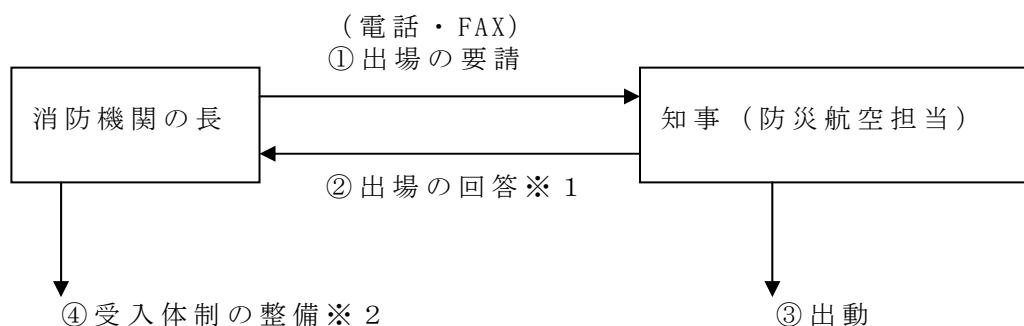 (電話・FAX)
①出場の要請
消防機関の長
知事(防災航空担当)
②出場の回答※1
④受入体制の整備※2
③出動